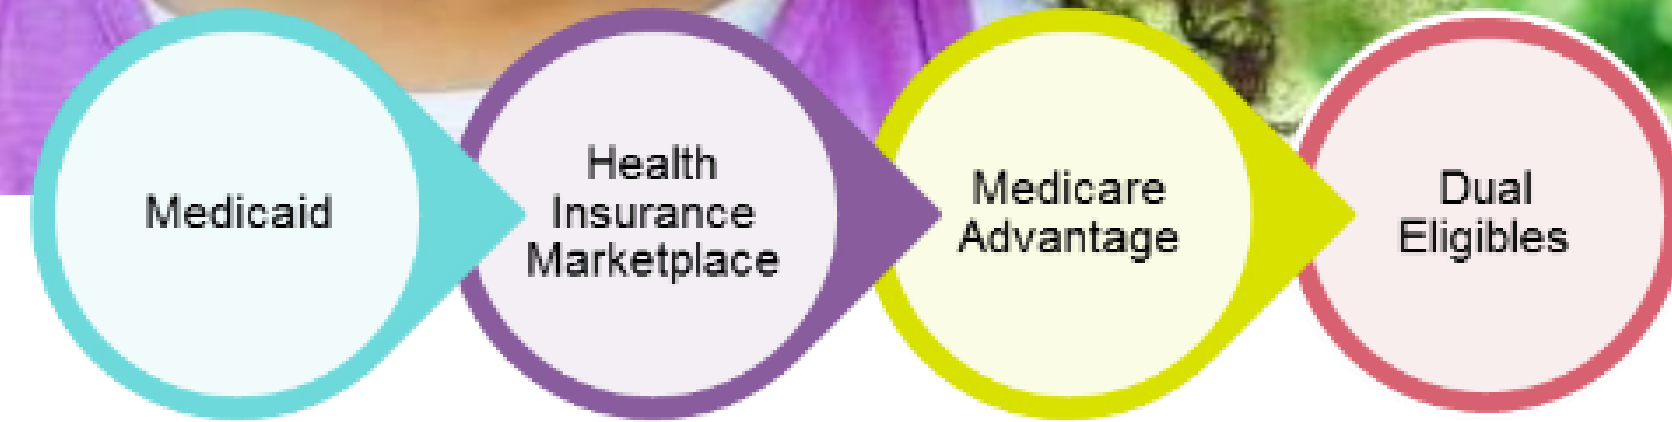 Medicaid
Health
Insurance
Marketplace
Medicare
Advantage
Dual
Eligibles